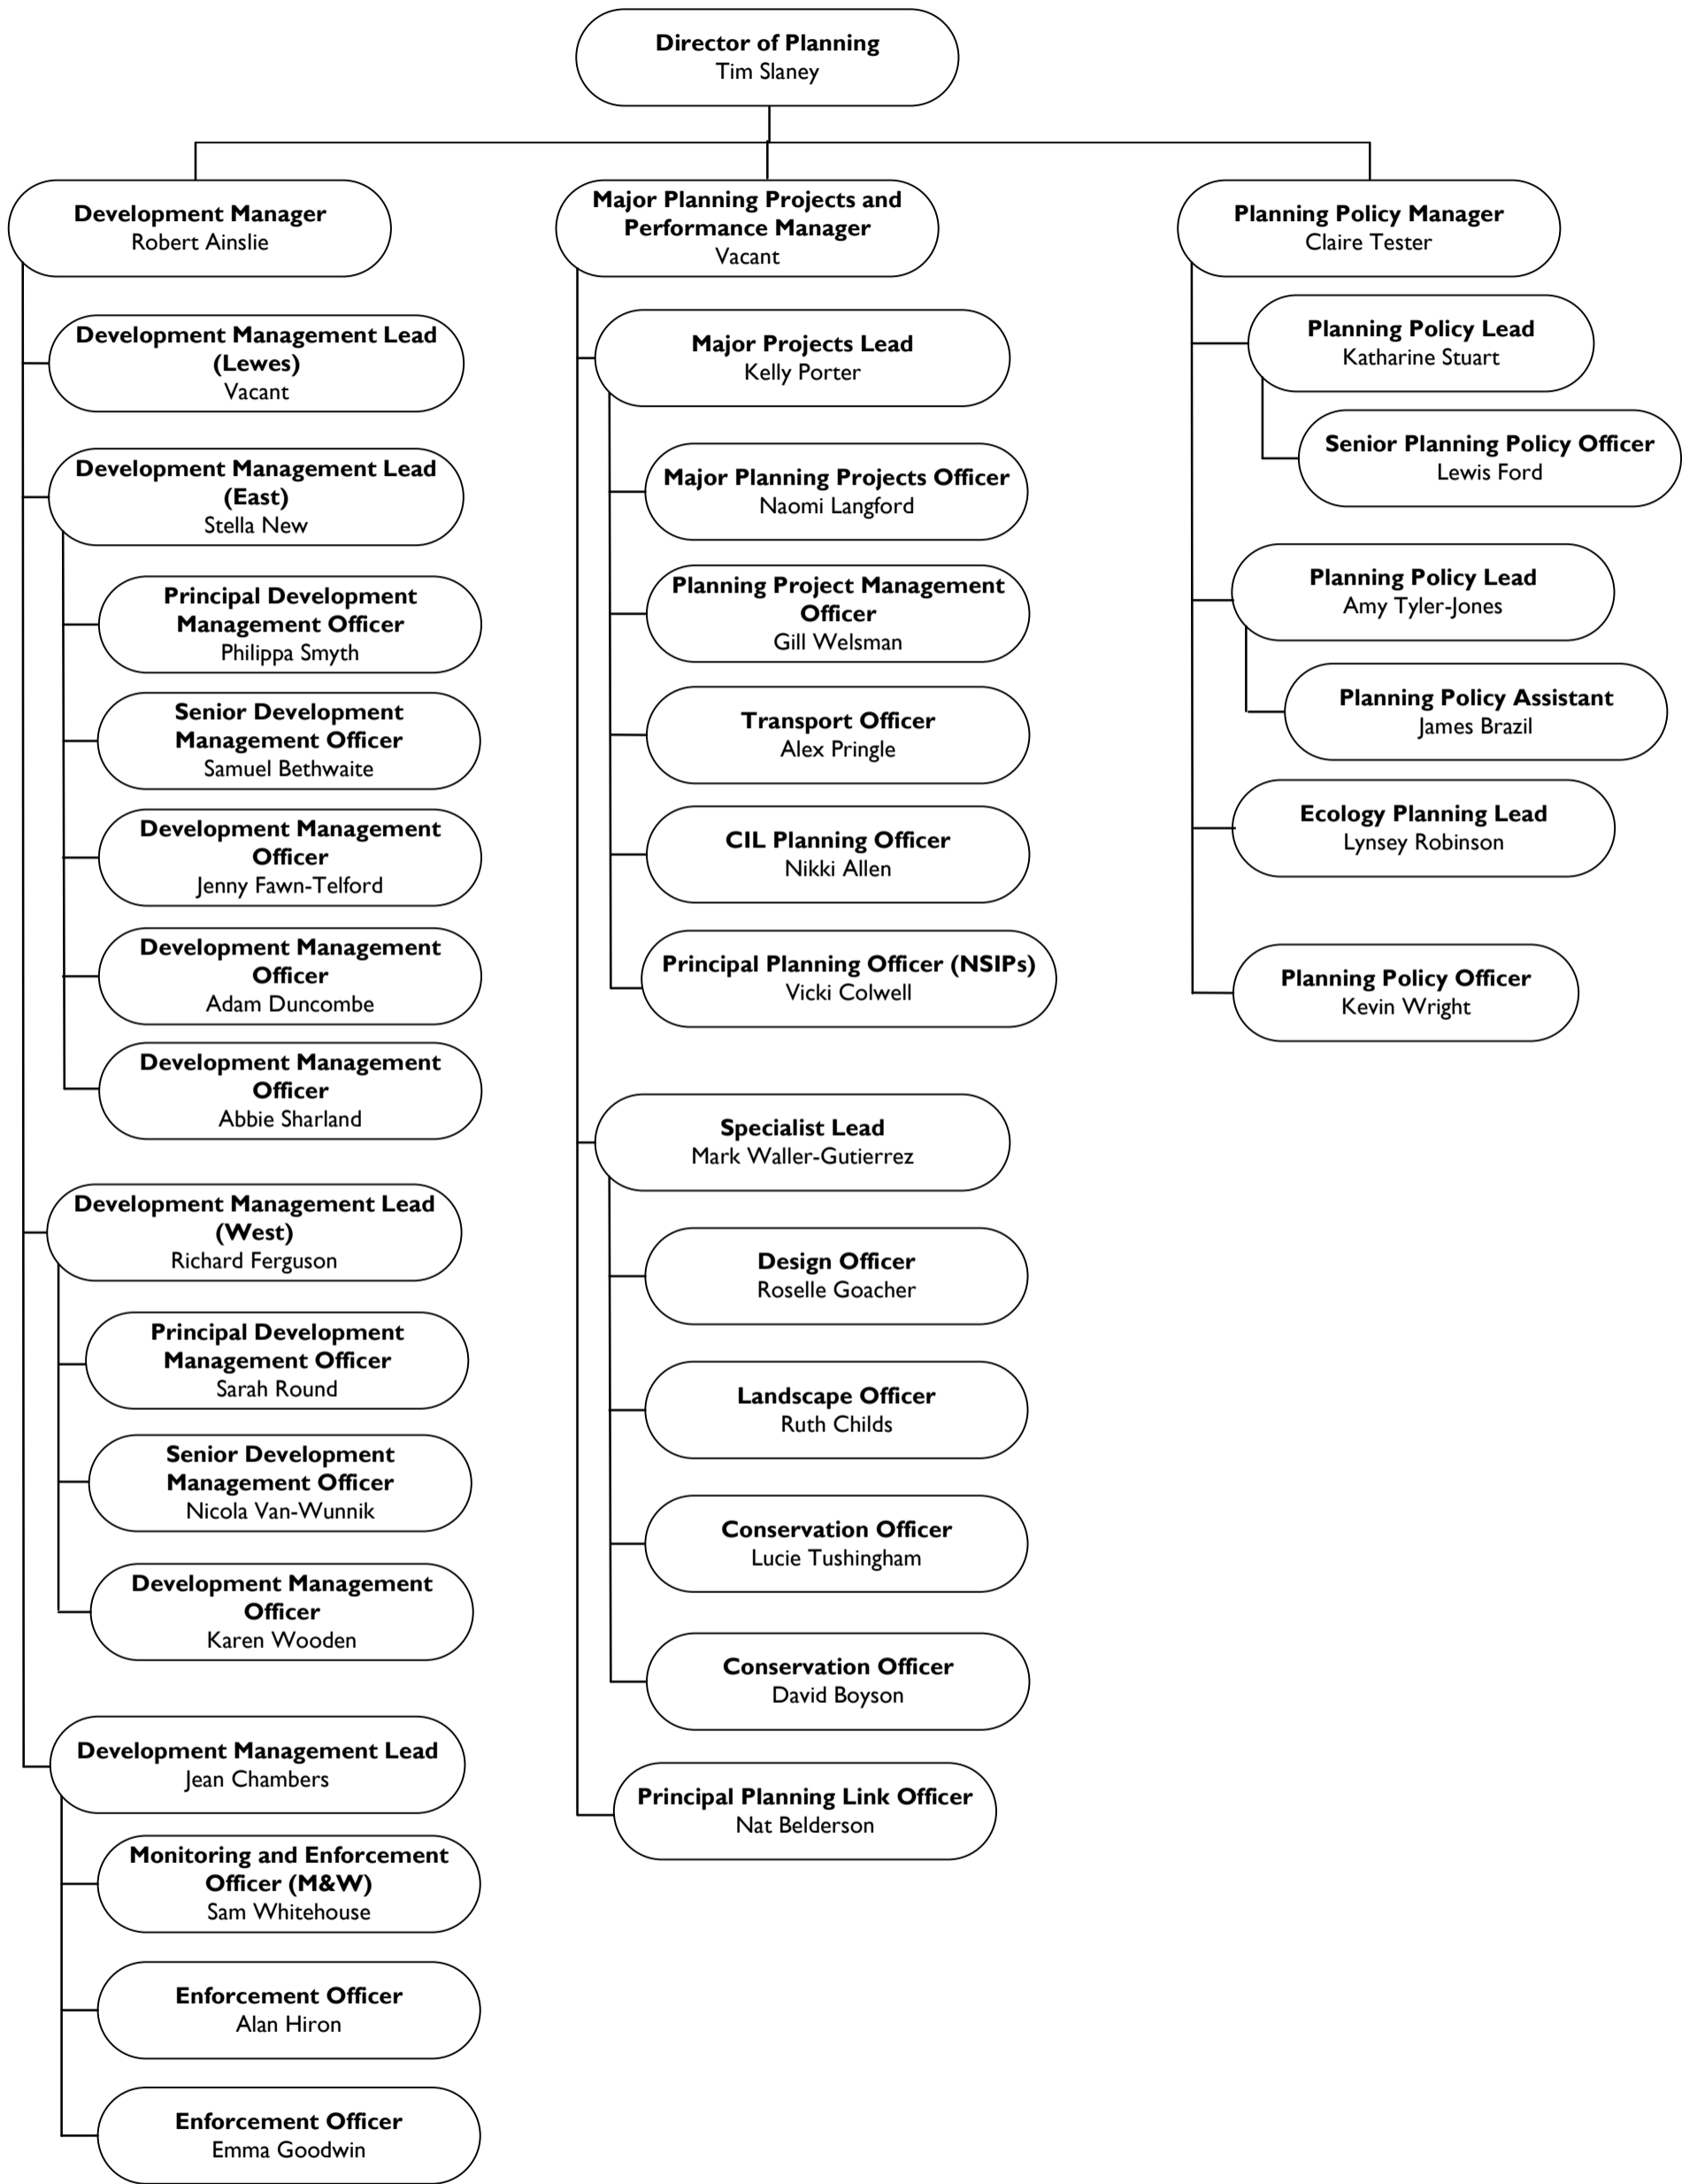 Director of Planning
Tim Slaney
Development Manager
Robert Ainslie
Development Management Lead
(Lewes)
Vacant
Development Management Lead
(East)
Stella New
Principal Development
Management Officer
Philippa Smyth
Senior Development
Management Officer
Samuel Bethwaite
Development Management
Officer
Jenny Fawn-Telford
Development Management
Officer
Adam Duncombe
Development Management
Officer
Abbie Sharland
Development Management Lead
(West)
Richard Ferguson
Principal Development
Management Officer
Sarah Round
Senior Development
Management Officer
Nicola Van-Wunnik
Development Management
Officer
Karen Wooden
Development Management Lead
Jean Chambers
Monitoring and Enforcement
Officer (M&W)
Sam Whitehouse
Enforcement Officer
Alan Hiron
Enforcement Officer
Emma Goodwin
Major Planning Projects and
Performance Manager
Vacant
Major Projects Lead
Kelly Porter
Major Planning Projects Officer
Naomi Langford
Planning Project Management
Officer
Gill Welsman
Transport Officer
Alex Pringle
CIL Planning Officer
Nikki Allen
Principal Planning Officer (NSIPs)
Vicki Colwell
Specialist Lead
Mark Waller-Gutierrez
Design Officer
Roselle Goacher
Landscape Officer
Ruth Childs
Conservation Officer
Lucie Tushingham
Conservation Officer
David Boyson
Principal Planning Link Officer
Nat Belderson
Planning Policy Manager
Claire Tester
Planning Policy Lead
Katharine Stuart
Senior Planning Policy Officer
Lewis Ford
Planning Policy Lead
Amy Tyler-Jones
Planning Policy Assistant
James Brazil
Ecology Planning Lead
Lynsey Robinson
Planning Policy Officer
Kevin Wright